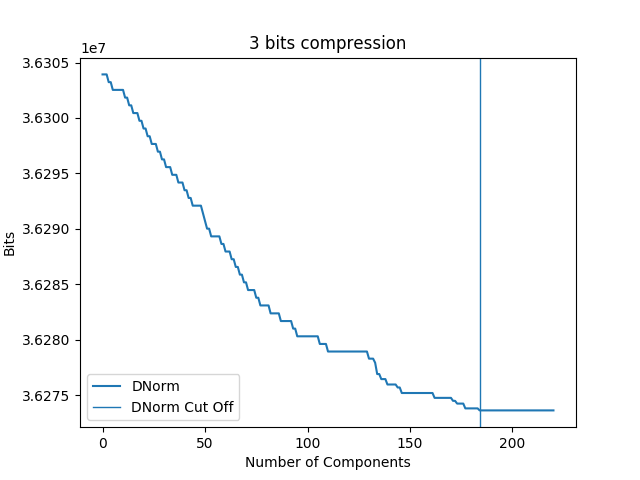 3 bits compression
1e7
3.6305
3.6300
3.6295
3.6290
3.6285
3.6280
3.6275
Bits
DNorm
DNorm Cut Off
0 50 100 150 200
Number of Components